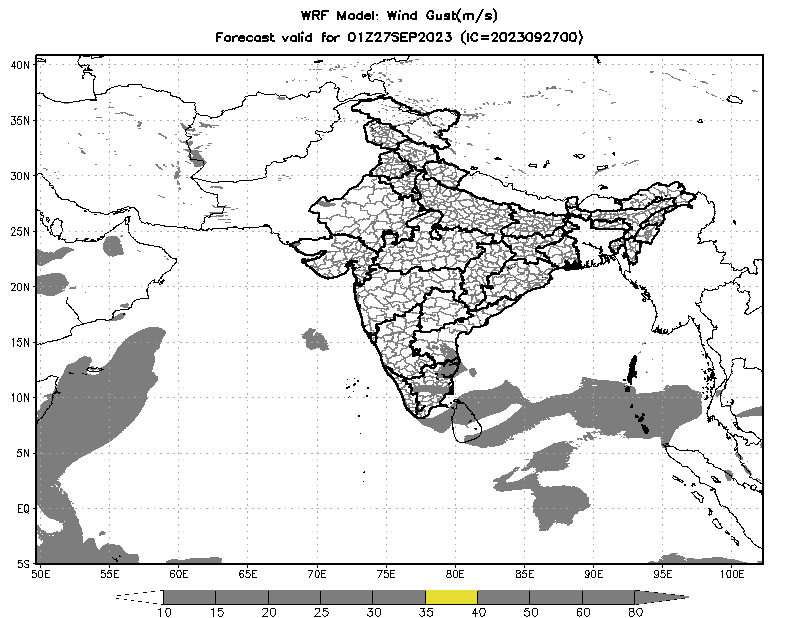 WRF Model: Wind Gust(m/s)
Forecast valid for 01Z27SEP2023 (IC=2023092700)
40N
35N
30N
25N
20N
15N
10N
5N
EQ
5S
50E 55E 60E 65E 70E 75E 80E 85E 90E 95E 100E
10 15 20 25 30 35 40 50 60 80